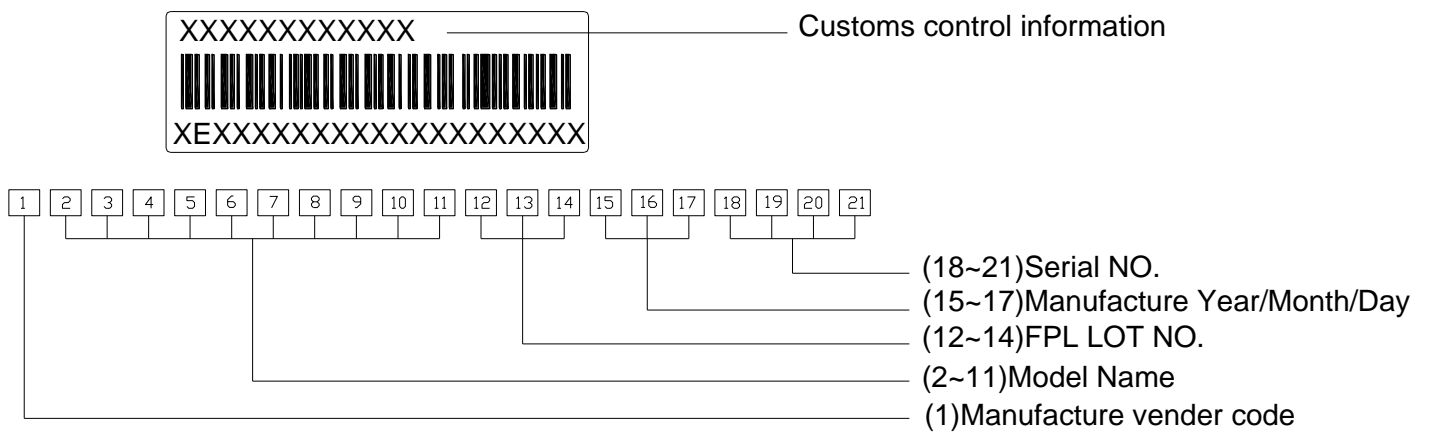 XXXXXXXXXXXX
Customs control information
XEXXXXXXXXXXXXXXXXXXX
1 2 3 4 5 6 7 8 9 10 11 12 13 14 15 16 17 18 19 20 21
(18~21)Serial NO.
(15~17)Manufacture Year/Month/Day
(12~14)FPL LOT NO.
(2~11)Model Name
(1)Manufacture vender code